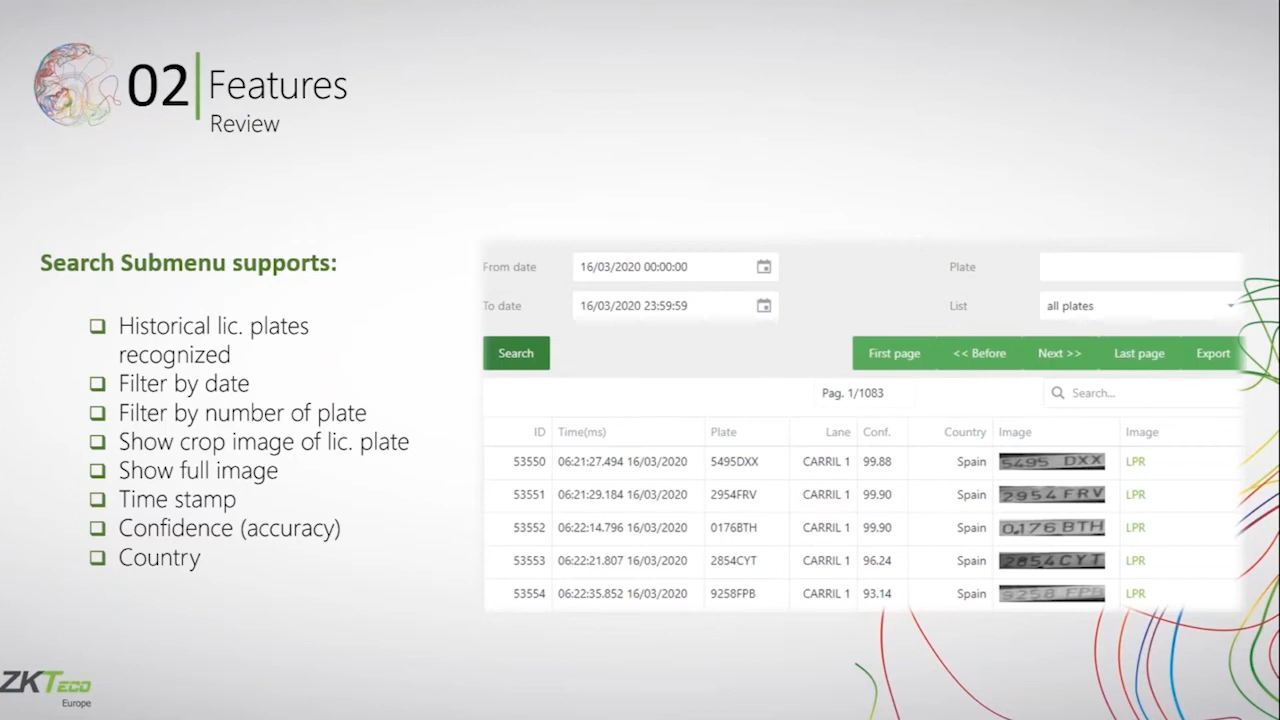 02 Features
Review
Search Submenu supports:
Historical lic. plates
recognized
Filter by date
Filter by number of plate
Show crop image of lic. plate
Show full image
Time stamp
Confidence (accuracy)
Country
From date 16/03/2020 00:00:00 Plate
To date 16/03/2020 23:59:59 List all plates
Search First page << Before Next >> Last page Export
Pag. 1/1083 Search...
ID Time(ms) Plate Lane Conf. Country Image Image
53550 06:21:27.494 16/03/2020 5495DXX CARRIL 1 99.88 Spain 5495 DXX LPR
53551 06:21:29.184 16/03/2020 2954FRV CARRIL 1 99.90 Spain 2954 FRV LPR
53552 06:22:14.796 16/03/2020 0176BTH CARRIL 1 99.90 Spain 0176 BTH LPR
53553 06:22:21.807 16/03/2020 2854CYT CARRIL 1 96.24 Spain 2854CYT LPR
53554 06:22:35.852 16/03/2020 9258FPB CARRIL 1 93.14 Spain 9258 FPB LPR
ZKTeco
Europe